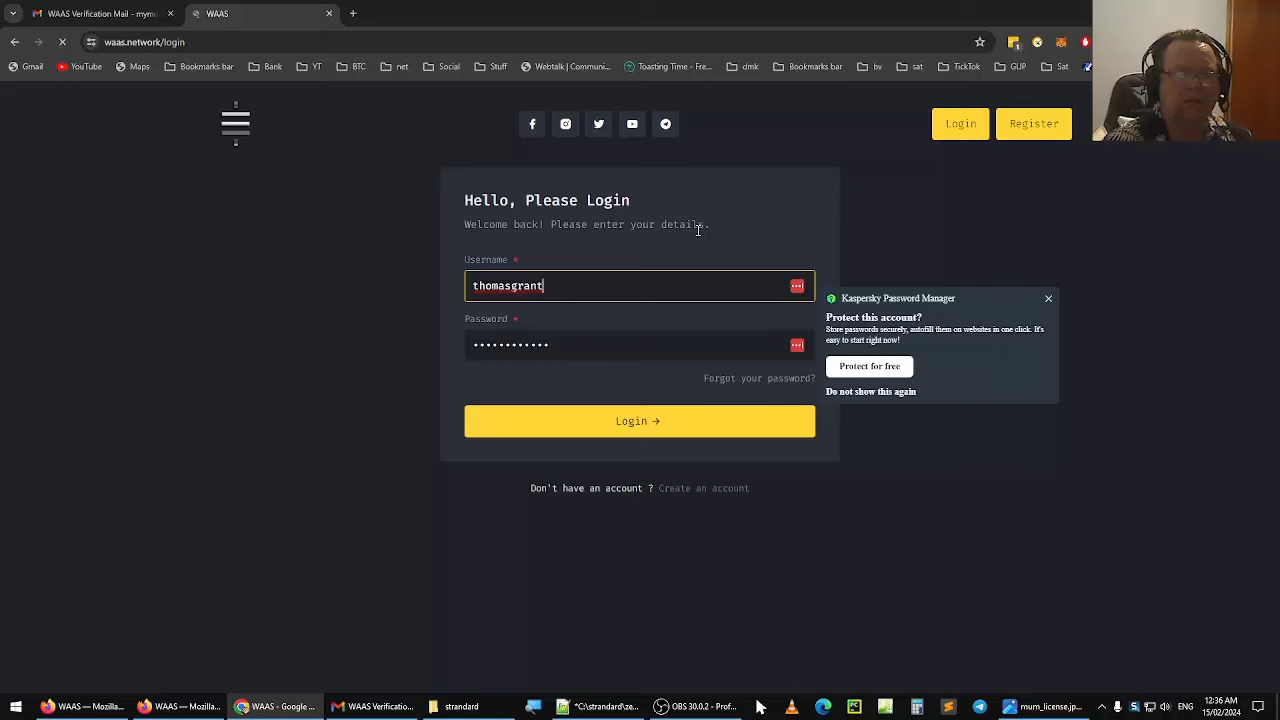 WAAS Verification Mail - mymu
WAAS
waas.network/login
Gmail
YouTube
Maps
Bookmarks bar
Bank
YT
BTC
net
Social
Stuff
Webtalk | Communi...
Toasting Time - Fre...
dmk
Bookmarks bar
bv
sat
TickTok
GUP
Sat
Login
Register
Hello, Please Login
Welcome back! Please enter your details.
Username *
thomasgrant
Password *
Forgot your password?
Login →
Don't have an account ? Create an account
Kaspersky Password Manager
Protect this account?
Store passwords securely, autofill them on websites in one click. It's
easy to start right now!
Protect for free
Do not show this again
WAAS — Mozilla...
WAAS — Mozilla...
WAAS - Google ...
WAAS Verificatio...
standard
*C:\standard\zo...
OBS 30.0.2 - Prof...
mum_license.jp...
ENG
12:36 AM
15/02/2024